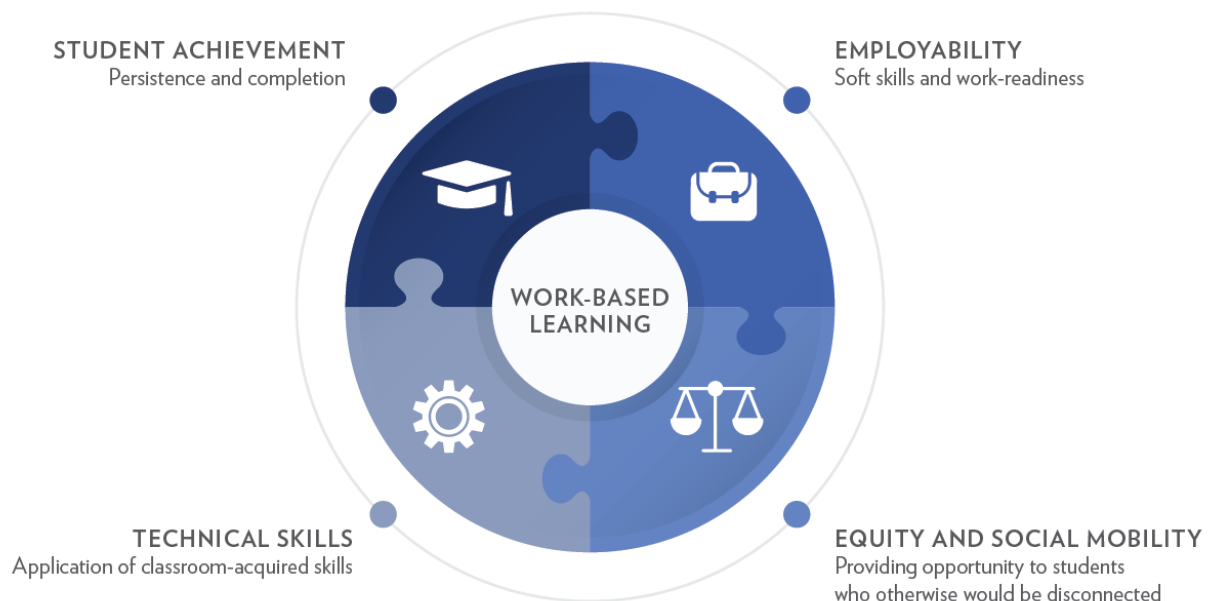 STUDENT ACHIEVEMENT
Persistence and completion
EMPLOYABILITY
Soft skills and work-readiness
WORK-BASED
LEARNING
TECHNICAL SKILLS
Application of classroom-acquired skills
EQUITY AND SOCIAL MOBILITY
Providing opportunity to students
who otherwise would be disconnected